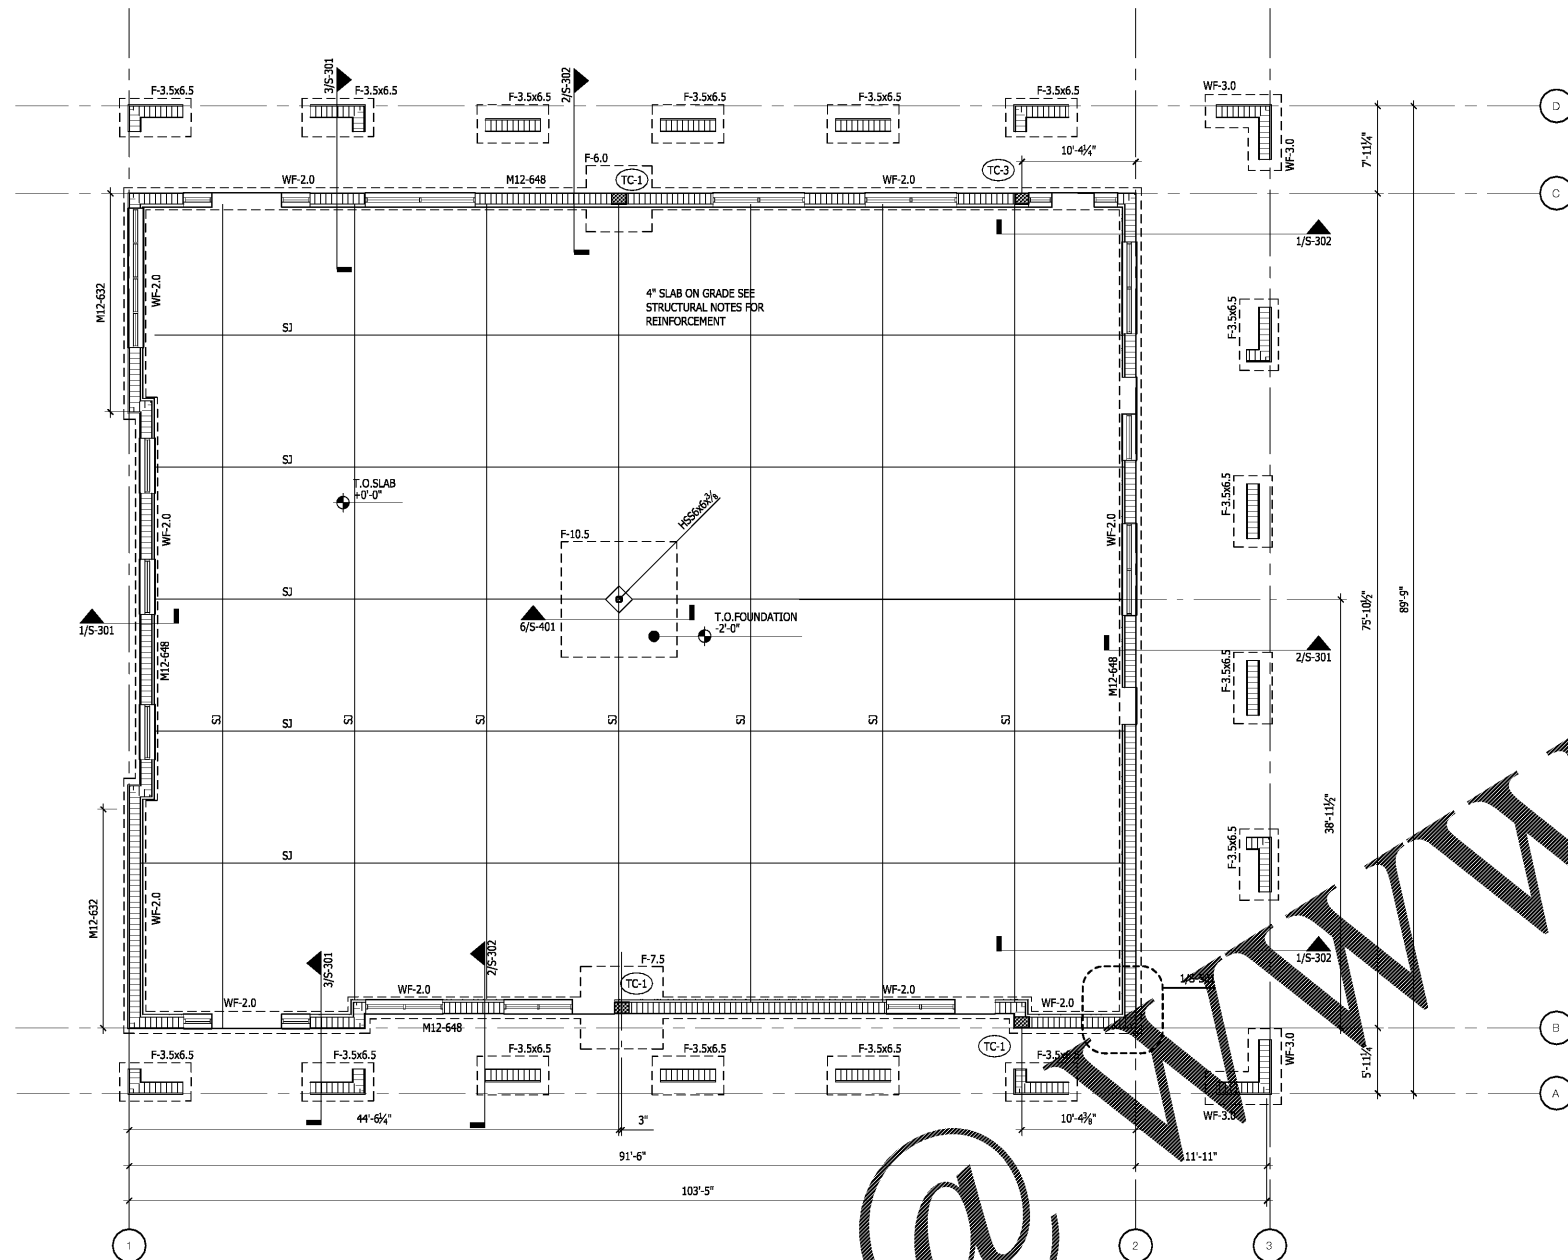 3/S-301
2/S-302
F-3.5x6.5
F-3.5x6.5
F-3.5x6.5
F-3.5x6.5
F-3.5x6.5
F-3.5x6.5
WF-3.0
D
WF-3.0
10'-4¼"
7'-11¼"
F-6.0
TC-1
TC-3
WF-2.0
M12-648
WF-2.0
C
1/S-302
M12-632
WF-2.0
4" SLAB ON GRADE SEE
STRUCTURAL NOTES FOR
REINFORCEMENT
F-3.5x6.5
SJ
SJ
T.O.SLAB
+0'-0"
HSS6x6x⅜
F-3.5x6.5
WF-2.0
WF-2.0
F-10.5
SJ
T.O.FOUNDATION
-2'-0"
6/S-401
1/S-301
M12-648
M12-648
2/S-301
F-3.5x6.5
75'-10½"
89'-9"
SJ
SJ
SJ
SJ
SJ
SJ
SJ
SJ
38'-11½"
SJ
F-3.5x6.5
M12-632
WF-2.0
3/S-301
2/S-302
F-7.5
TC-1
1/S-302
WF-2.0
WF-2.0
WF-2.0
WF-2.0
M12-648
B
TC-1
F-3.5x6.5
F-3.5x6.5
F-3.5x6.5
F-3.5x6.5
F-3.5x6.5
F-3.5x6.5
WF-3.0
5'-11¼"
A
WF-3.0
44'-6¼"
3"
10'-4⅜"
91'-6"
11'-11"
103'-5"
@ WWW
1
2
3